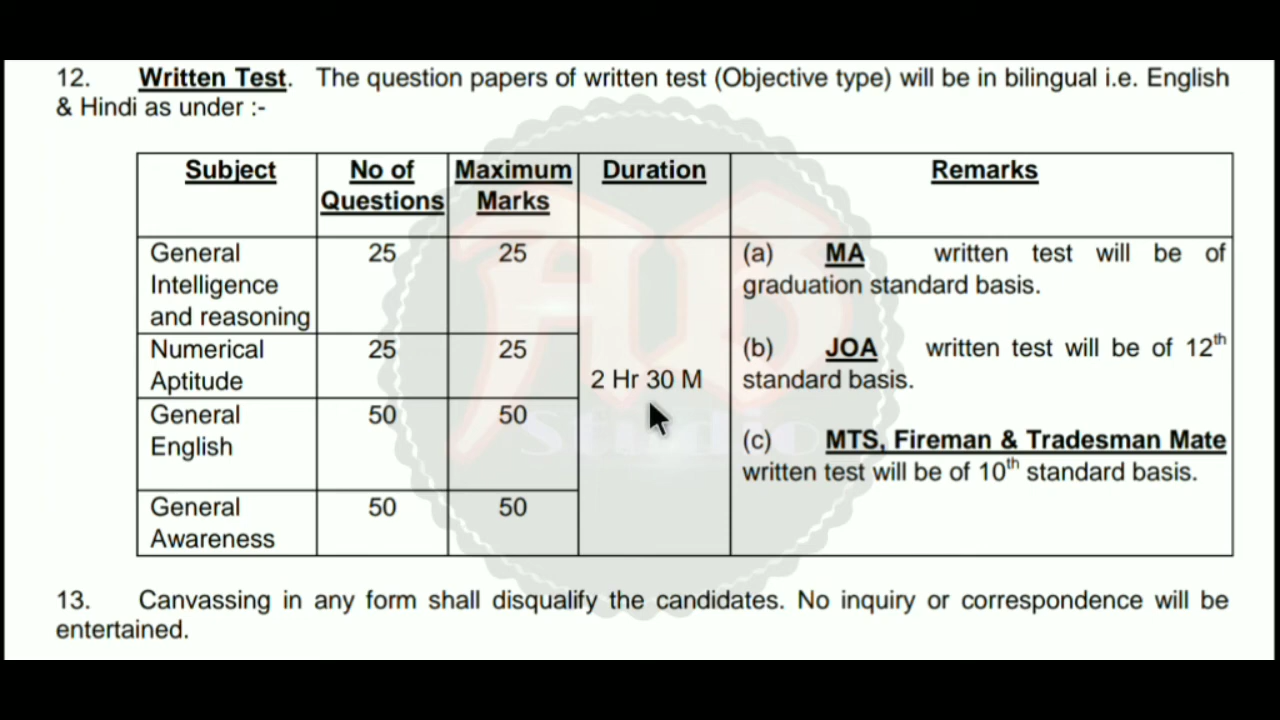 12. Written Test. The question papers of written test (Objective type) will be in bilingual i.e. English
& Hindi as under :-
Subject
No of
Questions
Maximum
Marks
Duration
Remarks
General
Intelligence
and reasoning
25
25
Numerical
Aptitude
25
25
General
English
50
50
General
Awareness
50
50
2 Hr 30 M
(a) MA written test will be of
graduation standard basis.
(b) JOA written test will be of 12th
standard basis.
(c) MTS, Fireman & Tradesman Mate
written test will be of 10th standard basis.
AB
Studio
13. Canvassing in any form shall disqualify the candidates. No inquiry or correspondence will be
entertained.